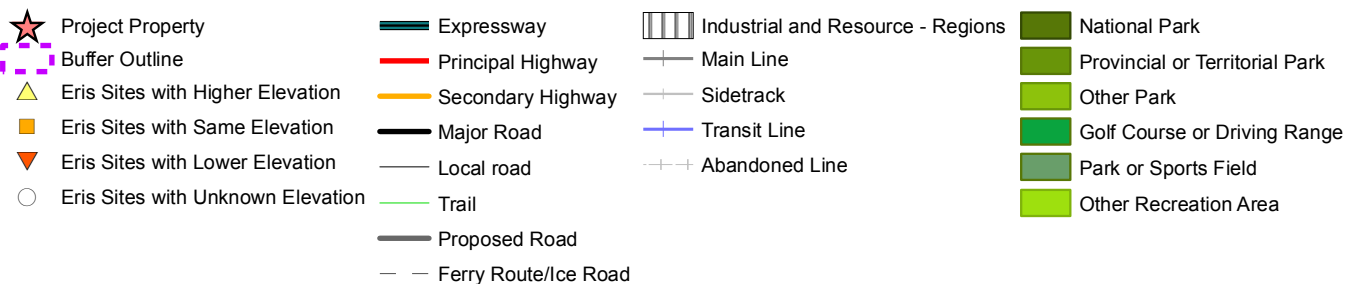 Project Property
Buffer Outline
Eris Sites with Higher Elevation
Eris Sites with Same Elevation
Eris Sites with Lower Elevation
Eris Sites with Unknown Elevation
Expressway
Principal Highway
Secondary Highway
Major Road
Local road
Trail
Proposed Road
Ferry Route/Ice Road
Industrial and Resource - Regions
Main Line
Sidetrack
Transit Line
Abandoned Line
National Park
Provincial or Territorial Park
Other Park
Golf Course or Driving Range
Park or Sports Field
Other Recreation Area